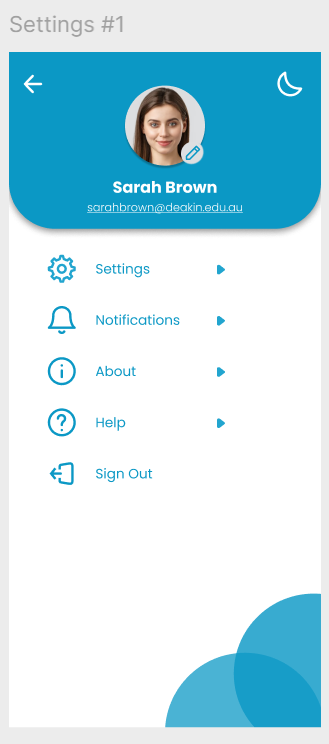 Settings #1
Sarah Brown
sarahbrown@deakin.edu.au
Settings
Notifications
About
Help
Sign Out